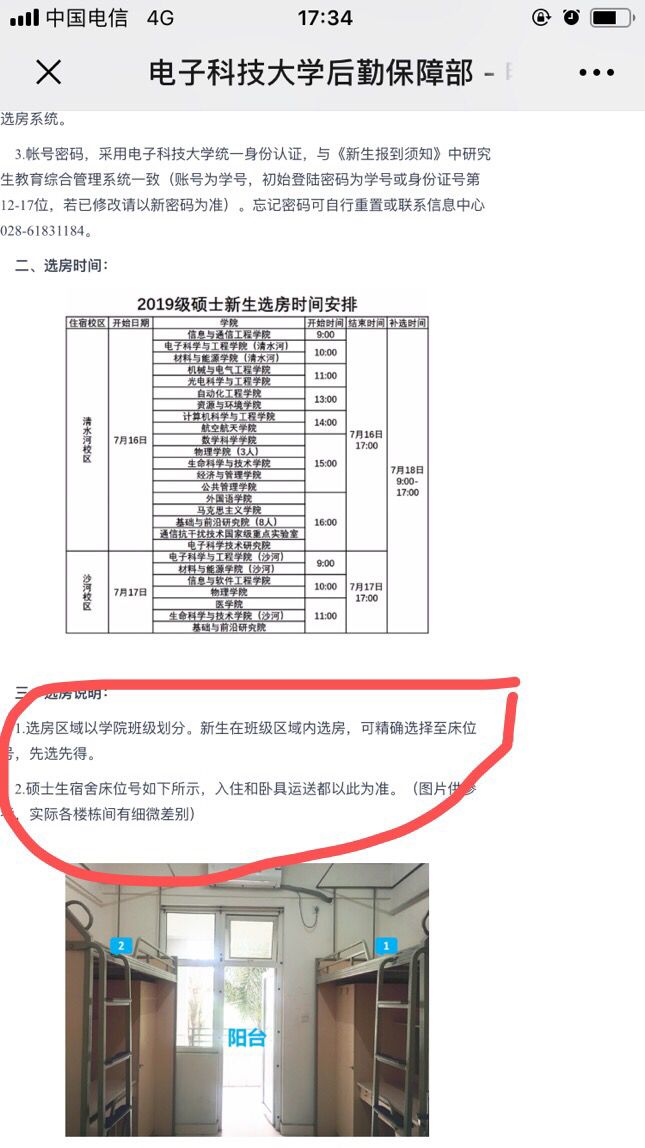 中国电信 4G 17:34
电子科技大学后勤保障部 -
选房系统。
3.帐号密码，采用电子科技大学统一身份认证，与《新生报到须知》中研究
生教育综合管理系统一致（账号为学号，初始登陆密码为学号或身份证号第
12-17位，若已修改请以新密码为准）。忘记密码可自行重置或联系信息中心
028-61831184。
二、选房时间：
2019级硕士新生选房时间安排
住宿校区 开始日期 学院 开始时间 结束时间 补选时间
清水河校区 7月16日 信息与通信工程学院 9:00 7月16日 17:00 7月18日 9:00-17:00
电子科学与工程学院（清水河） 10:00
材料与能源学院（清水河）
机械与电气工程学院 11:00
光电科学与工程学院
自动化工程学院 13:00
资源与环境学院
计算机科学与工程学院 14:00
航空航天学院
数学科学学院 15:00
物理学院（3人）
生命科学与技术学院
经济与管理学院
公共管理学院
外国语学院 16:00
马克思主义学院
基础与前沿研究院（8人）
通信抗干扰技术国家级重点实验室
电子科学技术研究院
沙河校区 7月17日 电子科学与工程学院（沙河） 9:00 7月17日 17:00
材料与能源学院（沙河）
信息与软件工程学院 10:00
物理学院
医学院 11:00
生命科学与技术学院（沙河）
基础与前沿研究院
三、选房说明：
1.选房区域以学院班级划分。新生在班级区域内选房，可精确选择至床位
号，先选先得。
2.硕士生宿舍床位号如下所示，入住和卧具运送都以此为准。（图片供参
考，实际各楼栋间有细微差别）
2 1
阳台